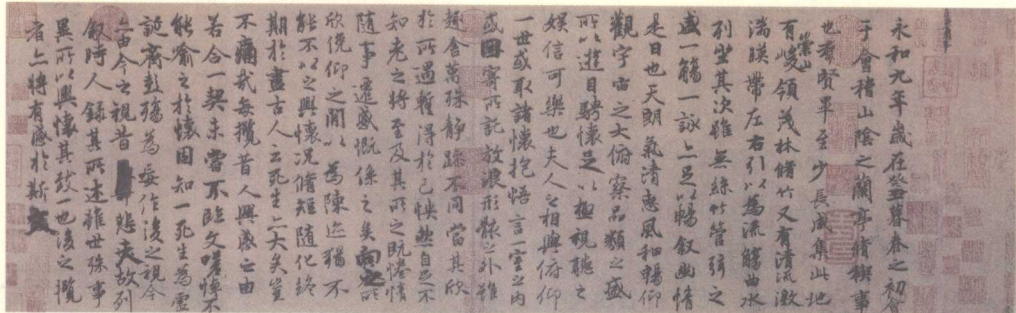 永和九年歲在癸丑暮春之初會
于會稽山陰之蘭亭脩稧事
也羣賢畢至少長咸集此地
有崇山峻領茂林脩竹又有清流激
湍暎帶左右引以為流觴曲水
列坐其次雖無絲竹管弦之
盛一觴一詠亦足以暢敘幽情
是日也天朗氣清惠風和暢仰
觀宇宙之大俯察品類之盛
所以遊目騁懷足以極視聽之
娛信可樂也夫人之相與俯仰
一世或取諸懷抱悟言一室之內
或因寄所託放浪形骸之外雖
趣舍萬殊靜躁不同當其欣
於所遇暫得於己怏然自足不
知老之將至及其所之既惓情
隨事遷感慨係之矣向之所
欣俛仰之閒以為陳迹猶不
能不以之興懷況脩短隨化終
期於盡古人云死生亦大矣豈
不痛哉每攬昔人興感之由
若合一契未嘗不臨文嗟悼不
能喻之於懷固知一死生為虛
誕齊彭殤為妄作後之視今
亦由今之視昔悲夫故列
敘時人錄其所述雖世殊事
異所以興懷其致一也後之攬
者亦將有感於斯文